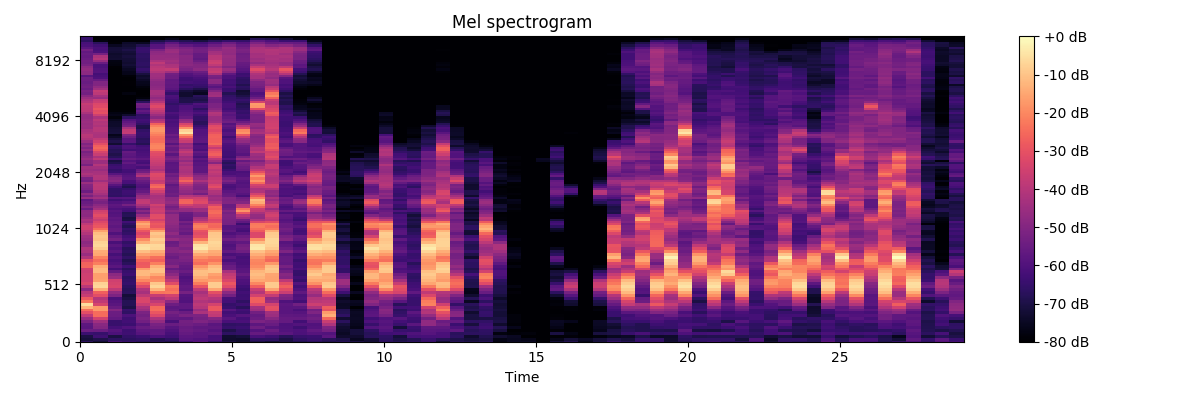 Mel spectrogram
8192
4096
2048
1024
512
0
Hz
0 5 10 15 20 25
Time
+0 dB
-10 dB
-20 dB
-30 dB
-40 dB
-50 dB
-60 dB
-70 dB
-80 dB